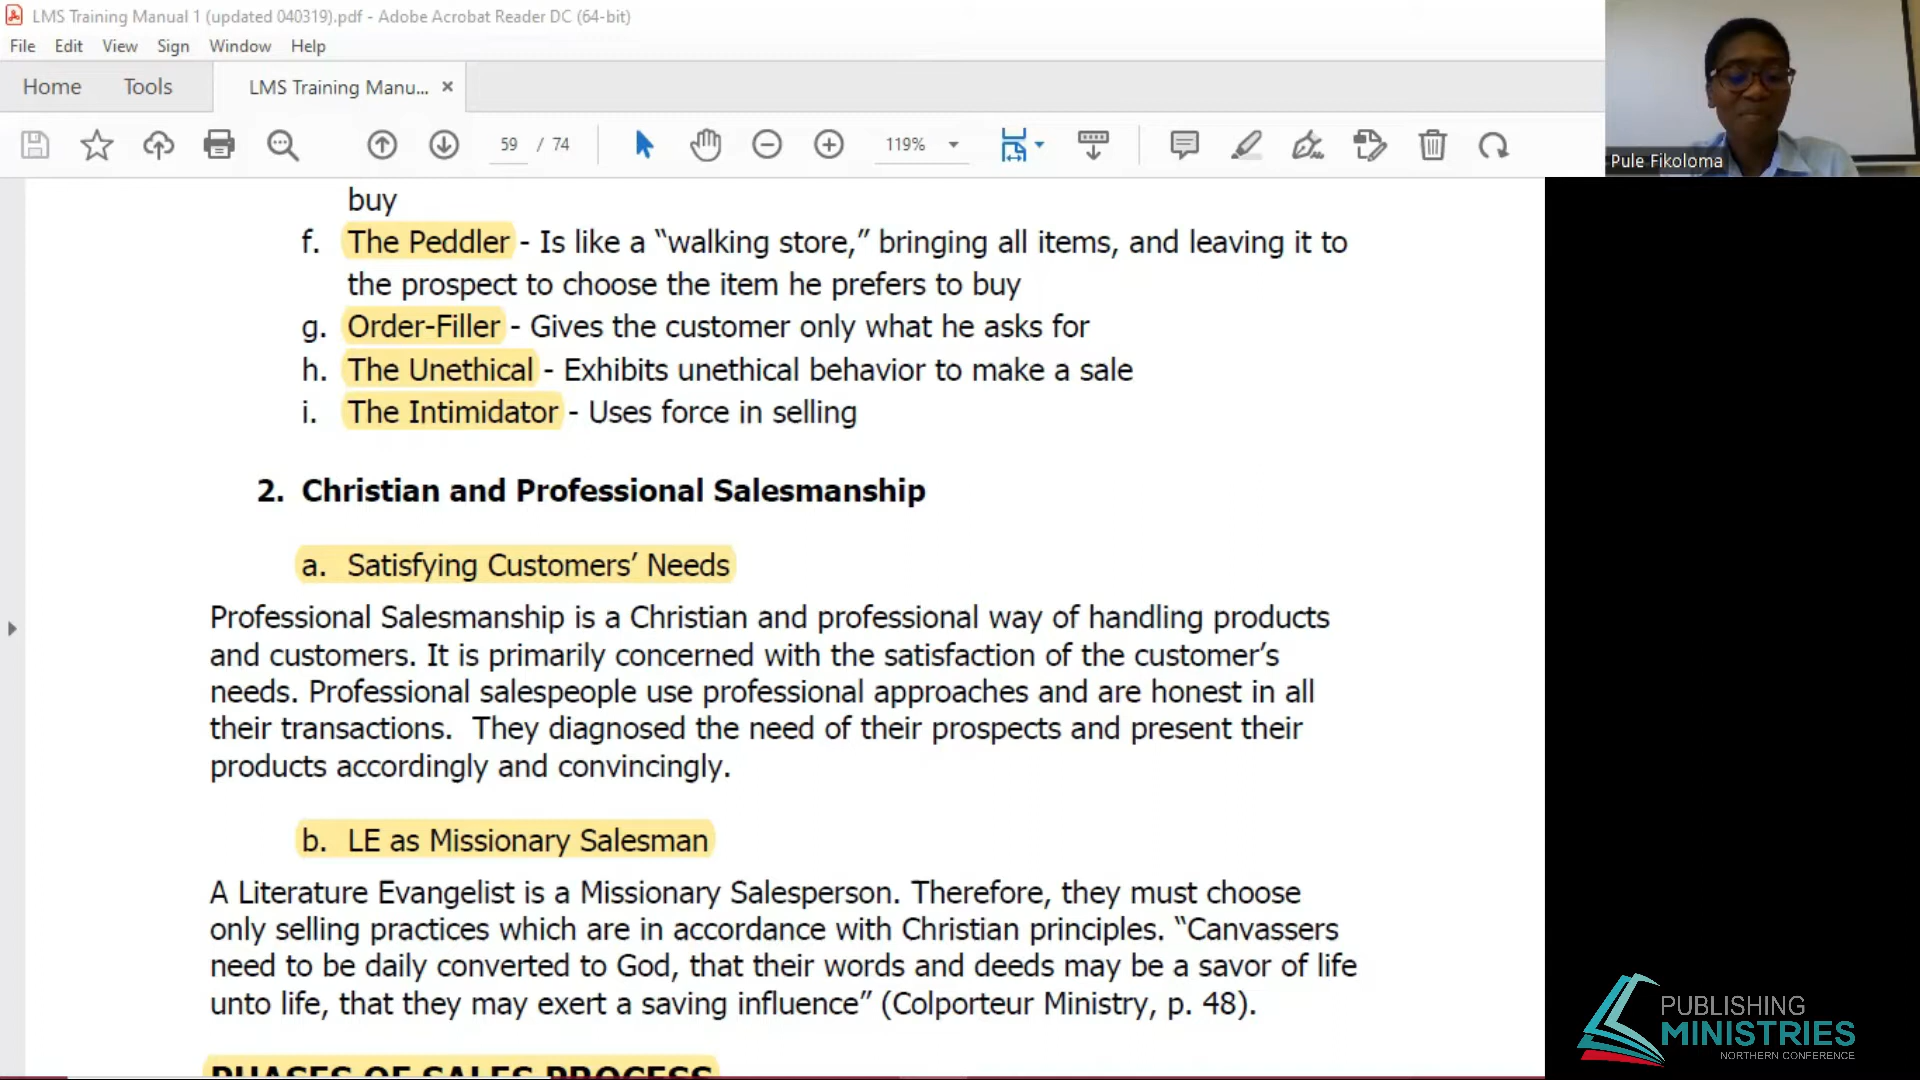 LMS Training Manual 1 (updated 040319).pdf - Adobe Acrobat Reader DC (64-bit)
File Edit View Sign Window Help
Home Tools LMS Training Manu... ×
59 / 74 119%
Pule Fikoloma
buy
f. The Peddler - Is like a “walking store,” bringing all items, and leaving it to
the prospect to choose the item he prefers to buy
g. Order-Filler - Gives the customer only what he asks for
h. The Unethical - Exhibits unethical behavior to make a sale
i. The Intimidator - Uses force in selling
2. Christian and Professional Salesmanship
a. Satisfying Customers’ Needs
Professional Salesmanship is a Christian and professional way of handling products
and customers. It is primarily concerned with the satisfaction of the customer’s
needs. Professional salespeople use professional approaches and are honest in all
their transactions. They diagnosed the need of their prospects and present their
products accordingly and convincingly.
b. LE as Missionary Salesman
A Literature Evangelist is a Missionary Salesperson. Therefore, they must choose
only selling practices which are in accordance with Christian principles. “Canvassers
need to be daily converted to God, that their words and deeds may be a savor of life
unto life, that they may exert a saving influence” (Colporteur Ministry, p. 48).
PHASES OF SALES PROCESS
PUBLISHING
MINISTRIES
NORTHERN CONFERENCE